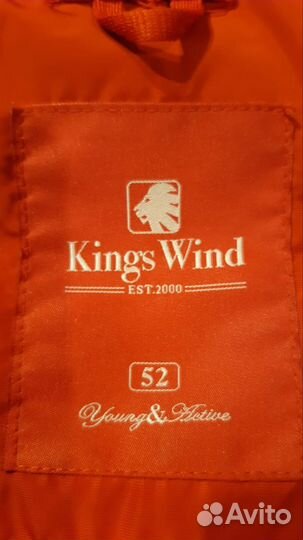 Kings Wind
EST.2000
52
Young & Active
Avito